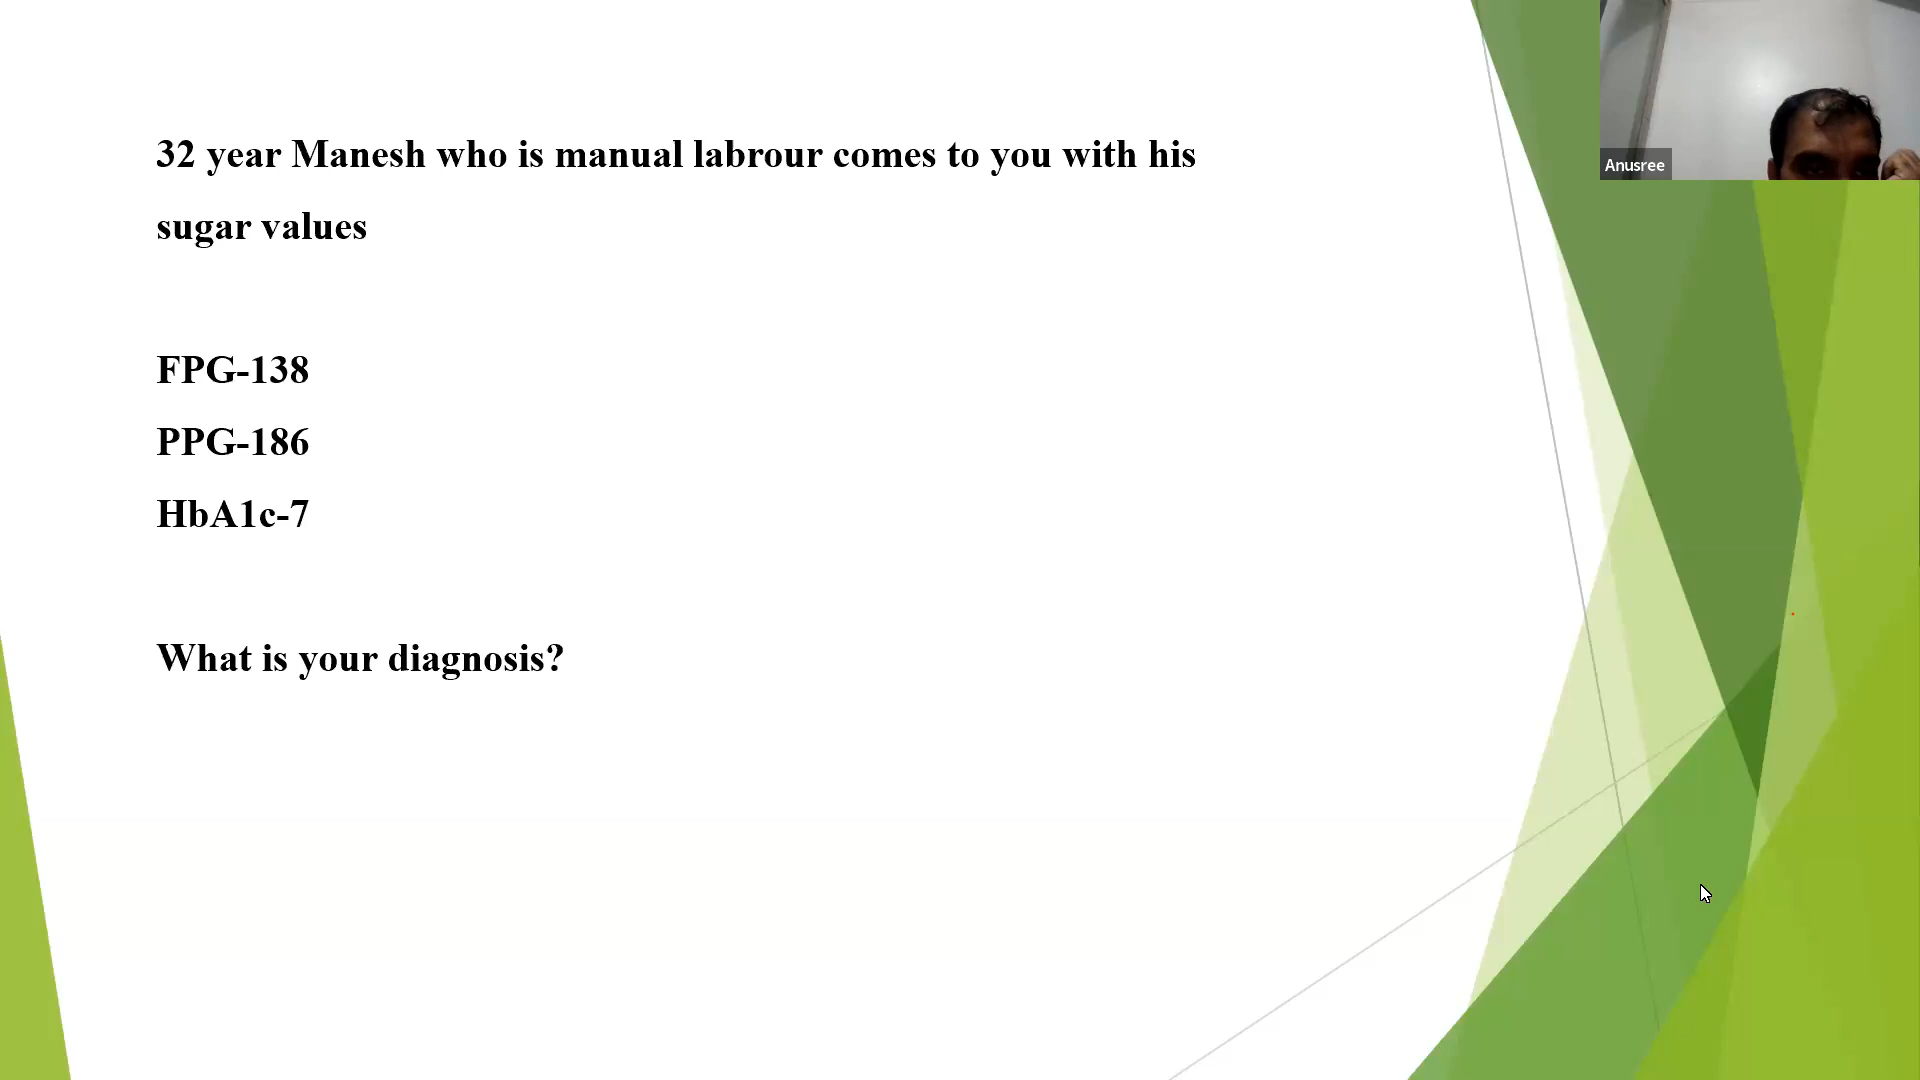 32 year Manesh who is manual labrour comes to you with his
sugar values
FPG-138
PPG-186
HbA1c-7
What is your diagnosis?
Anusree